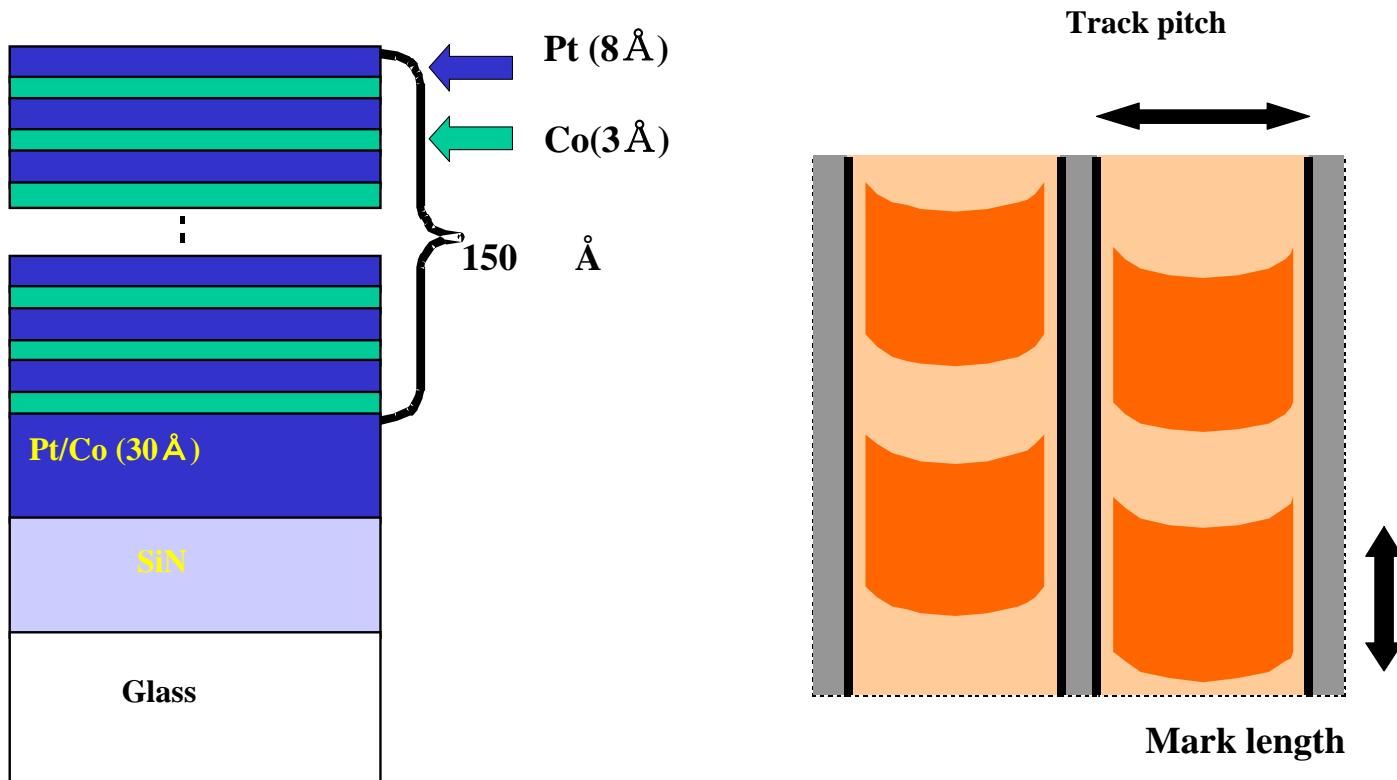 Pt (8Å)
Co(3Å)
150 Å
Pt/Co (30Å)
SiN
Glass
Track pitch
Mark length